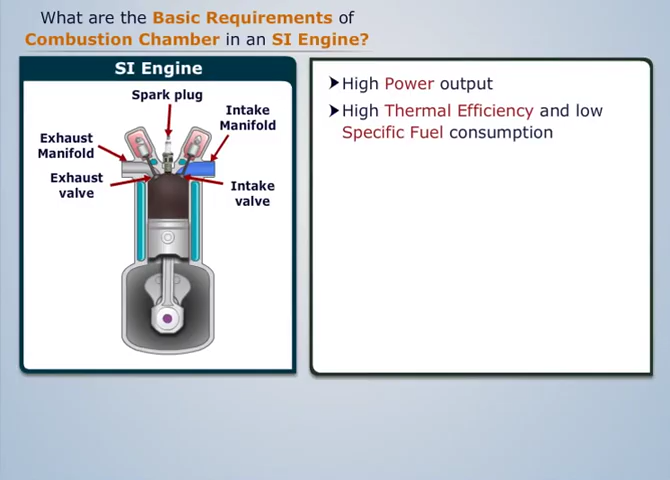 What are the Basic Requirements of
Combustion Chamber in an SI Engine?
SI Engine
Spark plug
Intake
Manifold
Exhaust
Manifold
Exhaust
valve
Intake
valve
➤High Power output
➤High Thermal Efficiency and low
Specific Fuel consumption